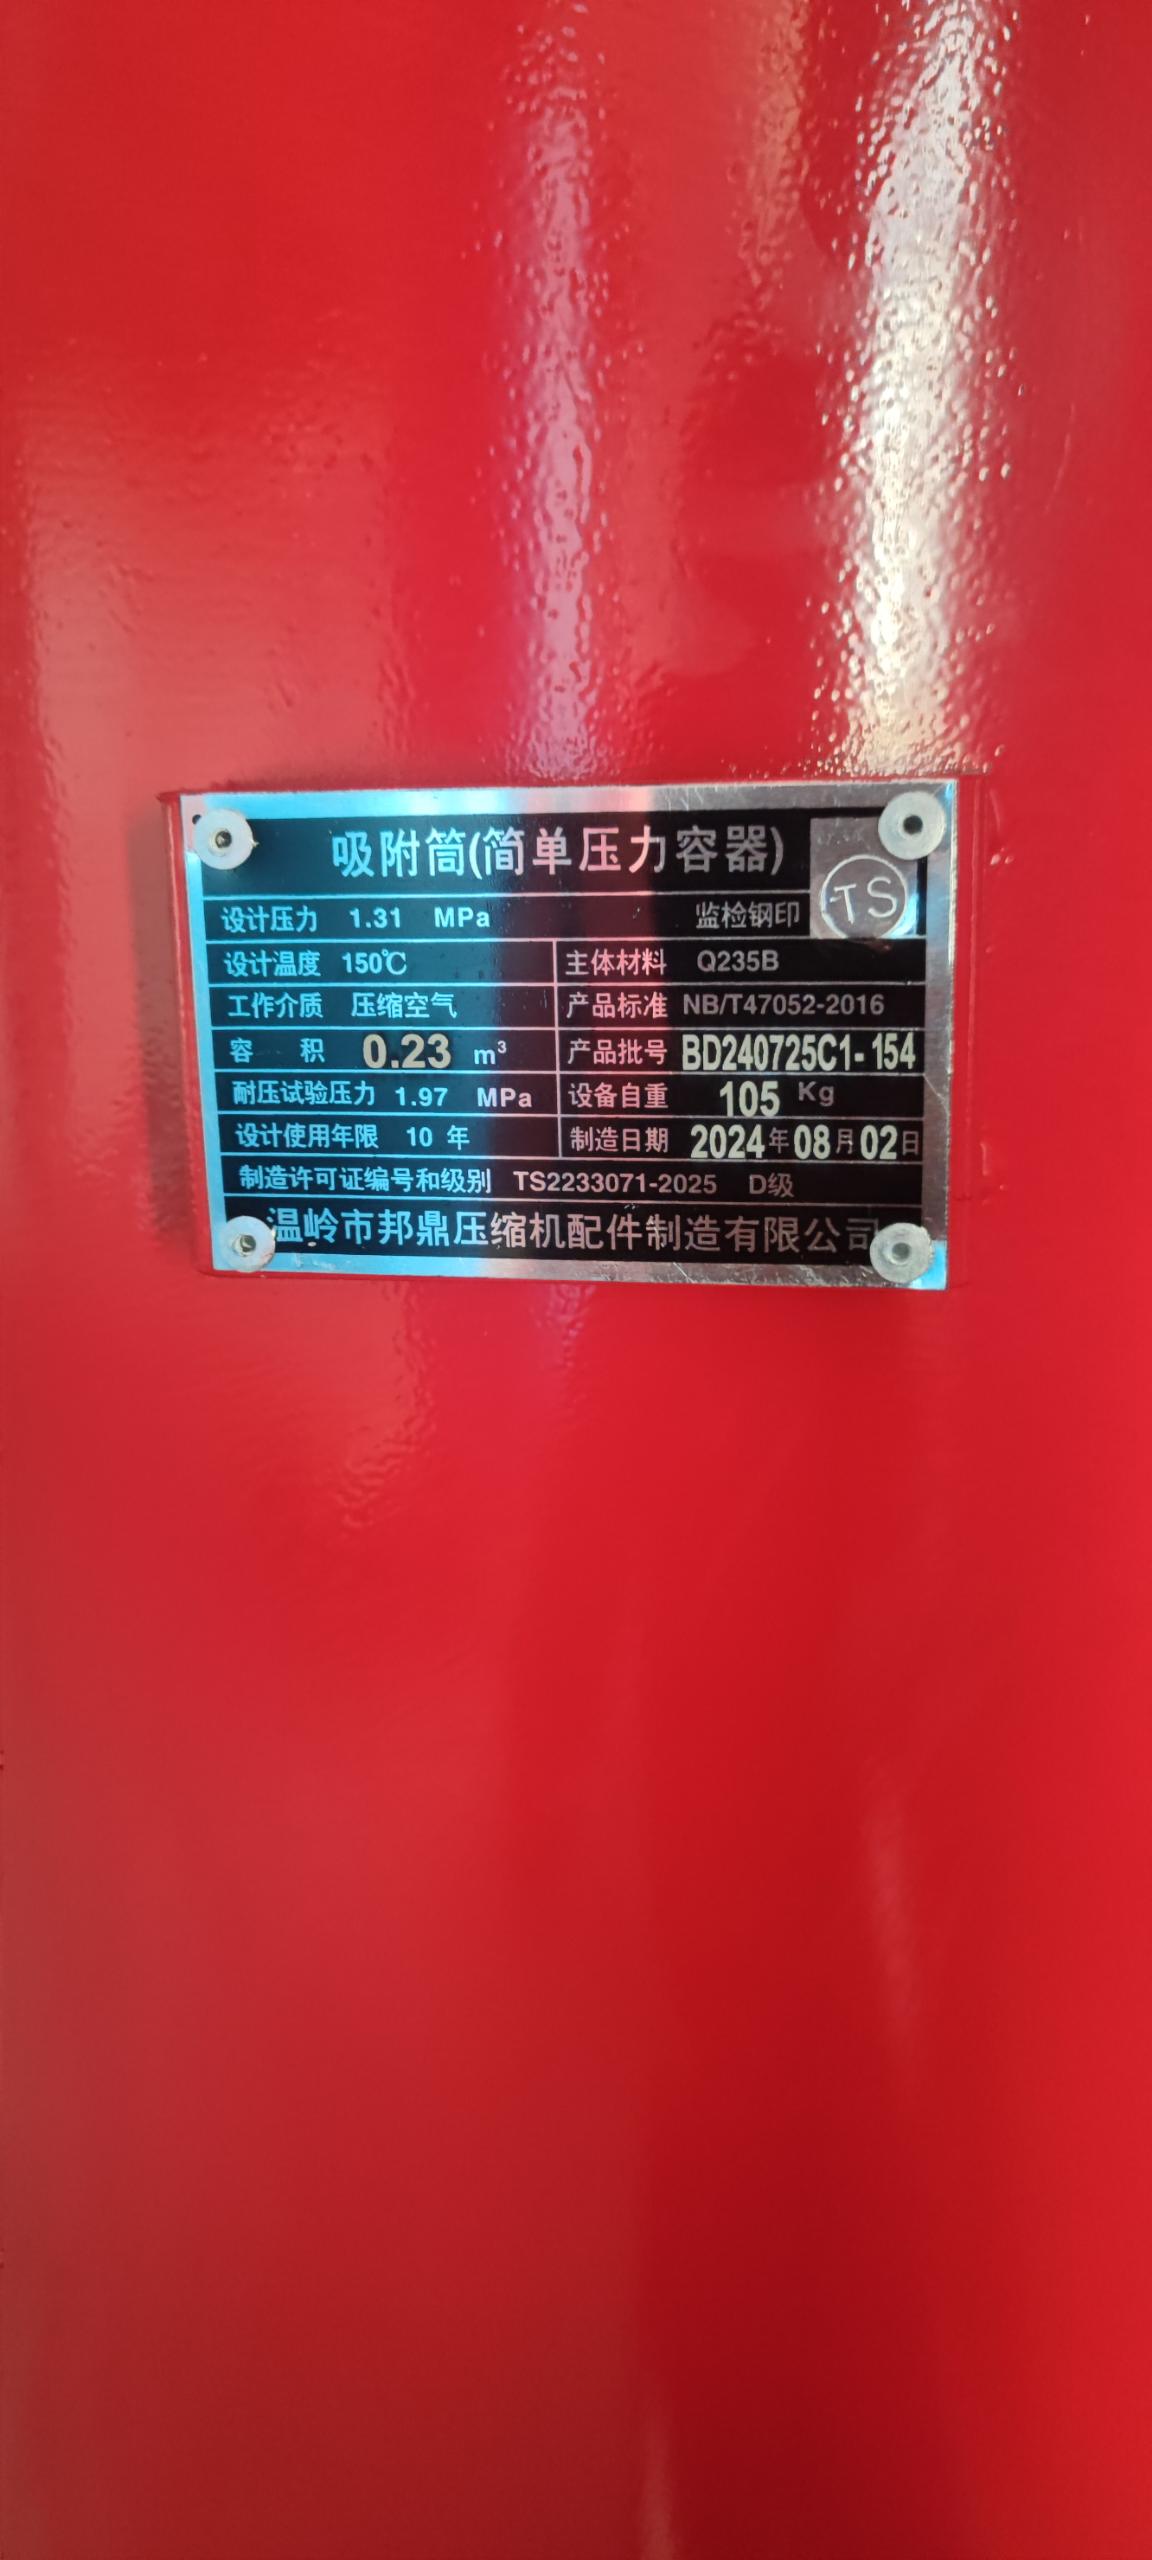 吸附筒(简单压力容器)
设计压力 1.31 MPa 监检钢印 TS
设计温度 150℃ 主体材料 Q235B
工作介质 压缩空气 产品标准 NB/T47052-2016
容 积 0.23 m³ 产品批号 BD240725C1-154
耐压试验压力 1.97 MPa 设备自重 105 Kg
设计使用年限 10 年 制造日期 2024年08月02日
制造许可证编号和级别 TS2233071-2025 D级
温岭市邦鼎压缩机配件制造有限公司